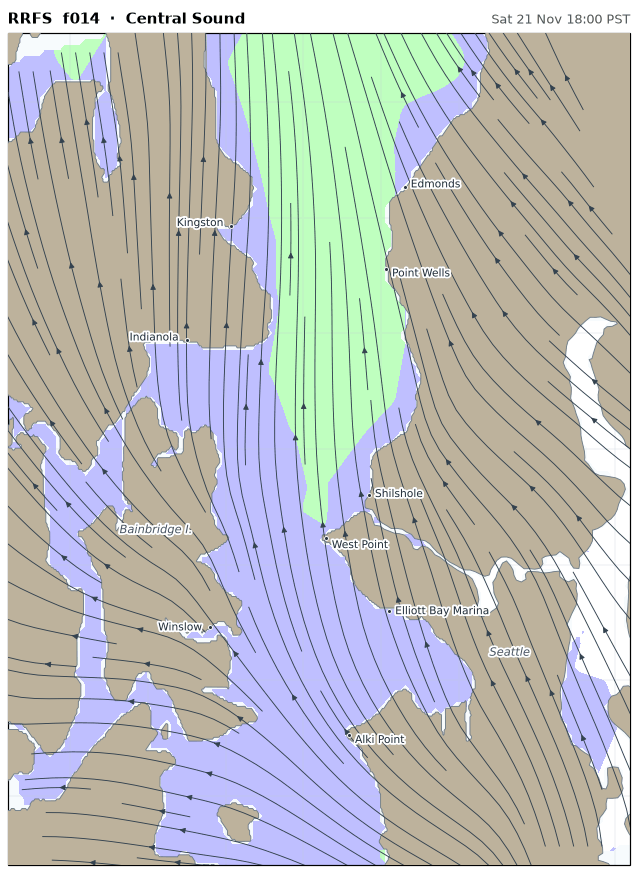 RRFS f014 · Central Sound
Sat 21 Nov 18:00 PST
Edmonds
Kingston
Point Wells
Indianola
Shilshole
Bainbridge I.
West Point
Elliott Bay Marina
Winslow
Seattle
Alki Point